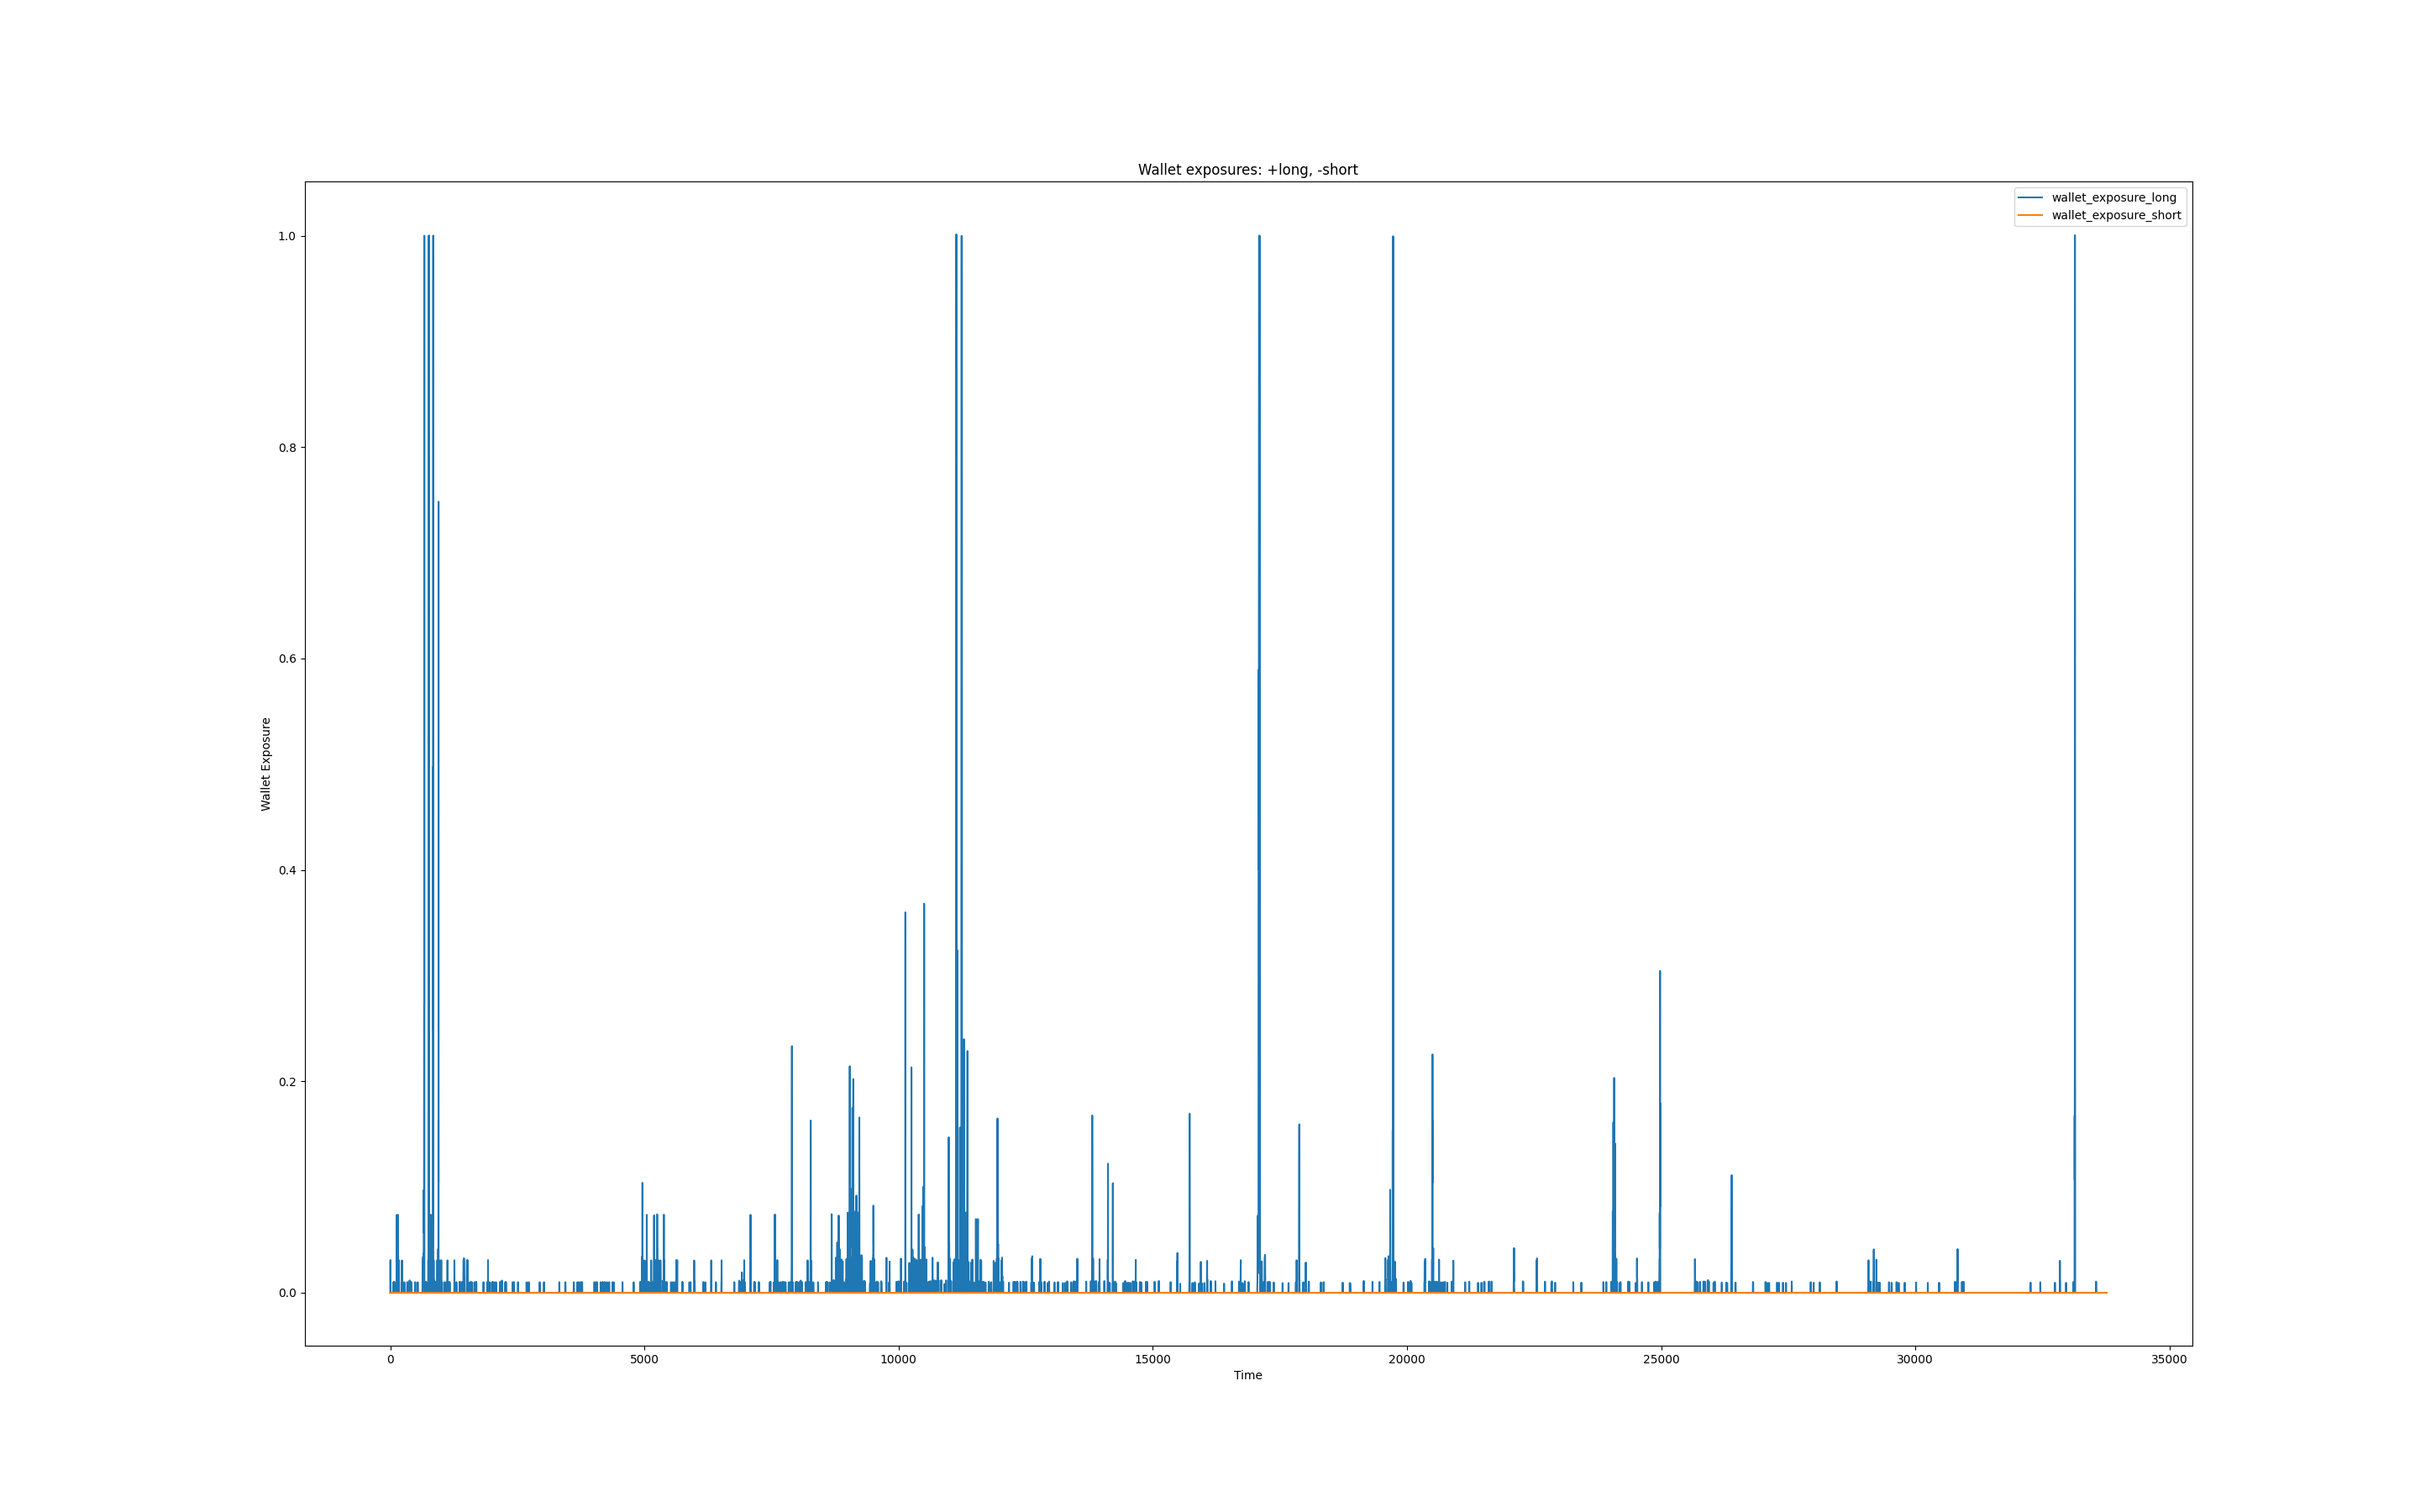 Wallet exposures: +long, -short
wallet_exposure_long
wallet_exposure_short
1.0
0.8
0.6
0.4
0.2
0.0
Wallet Exposure
0 5000 10000 15000 20000 25000 30000 35000
Time